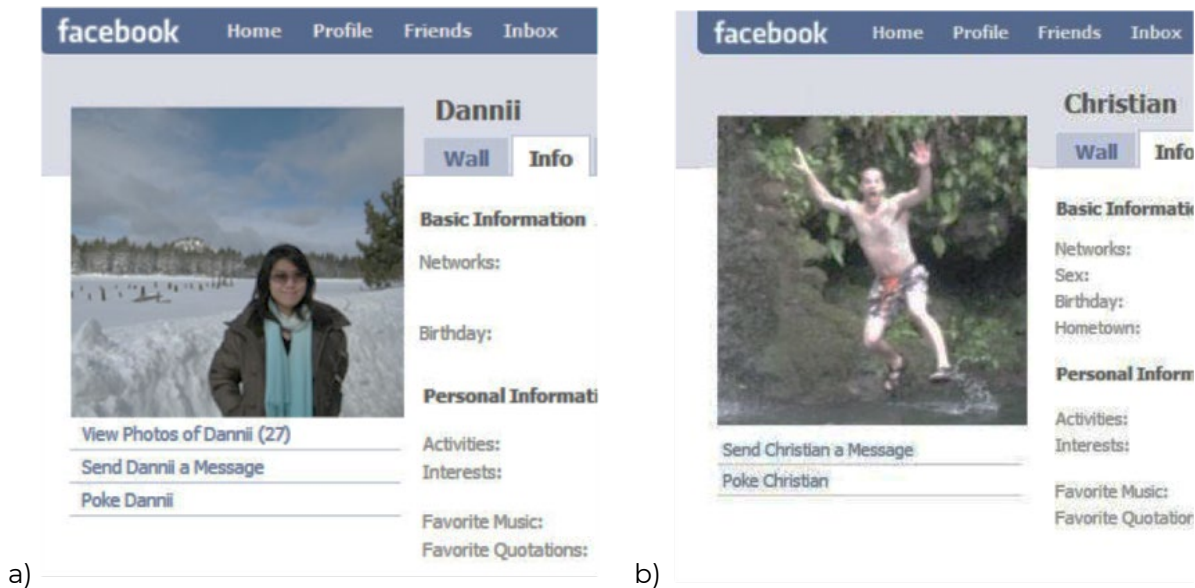 facebook Home Profile Friends Inbox
Dannii
Wall Info
Basic Information
Networks:
Birthday:
Personal Informati
Activities:
Interests:
Favorite Music:
Favorite Quotations:
View Photos of Dannii (27)
Send Dannii a Message
Poke Dannii
a)
facebook Home Profile Friends Inbox
Christian
Wall Info
Basic Informatio
Networks:
Sex:
Birthday:
Hometown:
Personal Inform
Activities:
Interests:
Favorite Music:
Favorite Quotation
Send Christian a Message
Poke Christian
b)